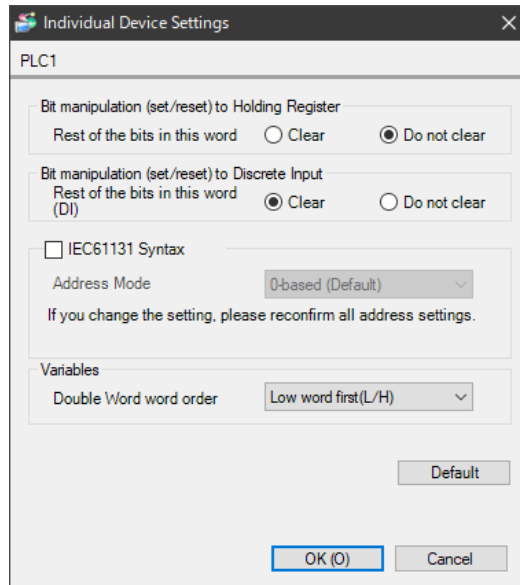 Individual Device Settings
PLC1
Bit manipulation (set/reset) to Holding Register
Rest of the bits in this word Clear Do not clear
Bit manipulation (set/reset) to Discrete Input
Rest of the bits in this word
(DI) Clear Do not clear
IEC61131 Syntax
Address Mode 0-based (Default)
If you change the setting, please reconfirm all address settings.
Variables
Double Word word order Low word first(L/H)
Default
OK (O) Cancel